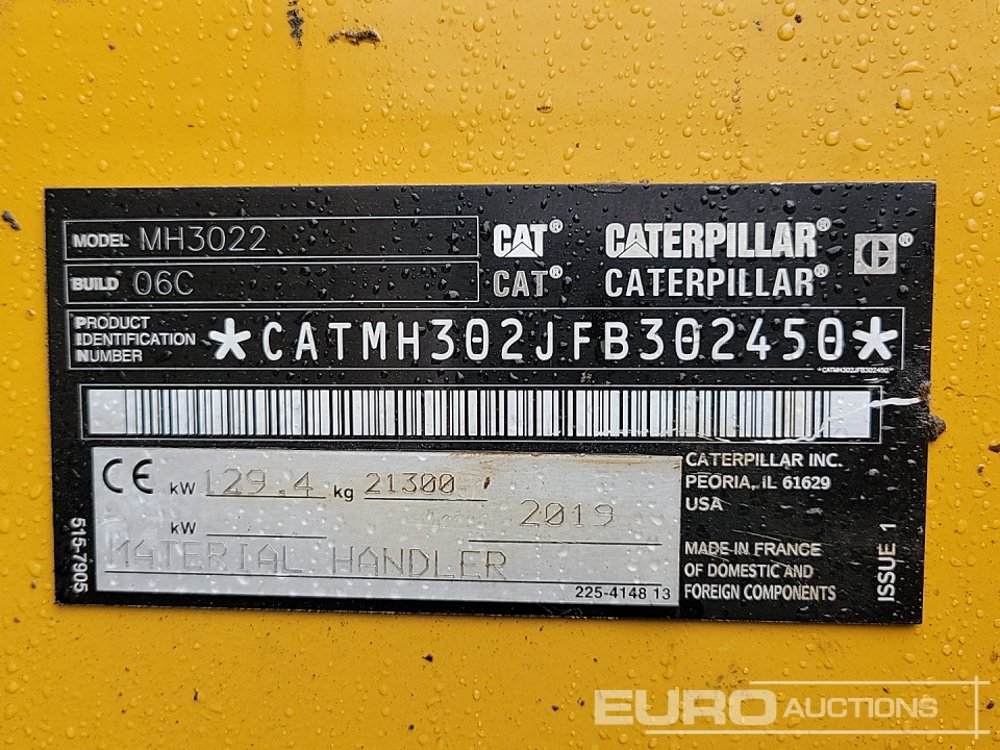 MODEL MH3022
BUILD 06C
CAT® CATERPILLAR® CE®
CAT® CATERPILLAR®
PRODUCT
IDENTIFICATION
NUMBER
*CATMH302JFB302450*
*CATMH302JFB302450*
CE kW 129.4 kg 21300
kW 2019
MATERIAL HANDLER
225-4148 13
515-7905
CATERPILLAR INC.
PEORIA, IL 61629
USA
MADE IN FRANCE
OF DOMESTIC AND
FOREIGN COMPONENTS
ISSUE 1
EURO AUCTIONS